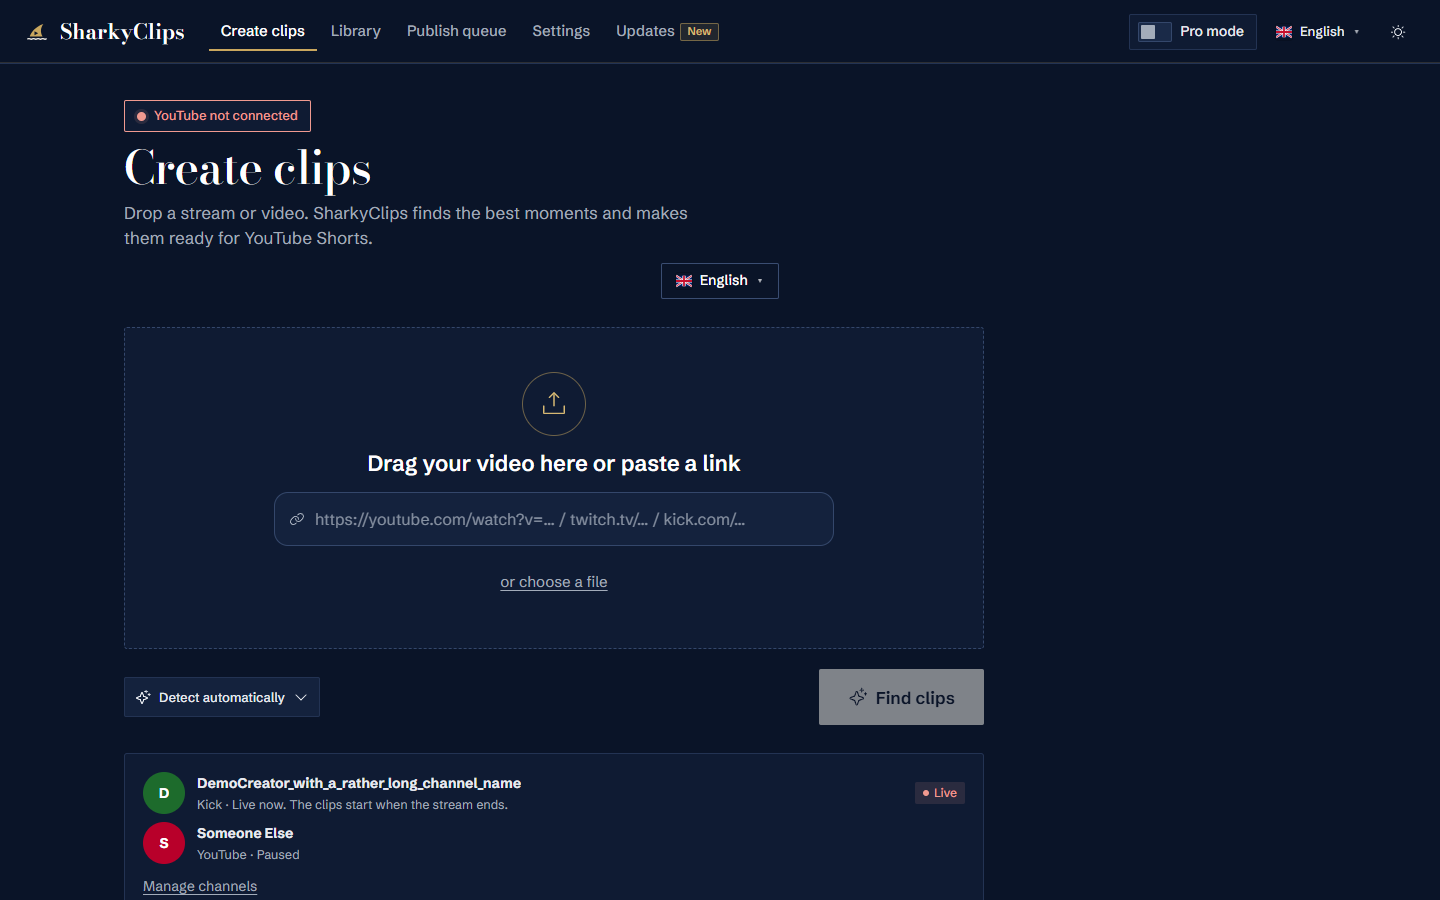 SharkyClips
Create clips
Library
Publish queue
Settings
Updates New
Pro mode
English
YouTube not connected
Create clips
Drop a stream or video. SharkyClips finds the best moments and makes
them ready for YouTube Shorts.
English
Drag your video here or paste a link
https://youtube.com/watch?v=... / twitch.tv/... / kick.com/...
or choose a file
Detect automatically
Find clips
D
DemoCreator_with_a_rather_long_channel_name
Kick · Live now. The clips start when the stream ends.
Live
S
Someone Else
YouTube · Paused
Manage channels